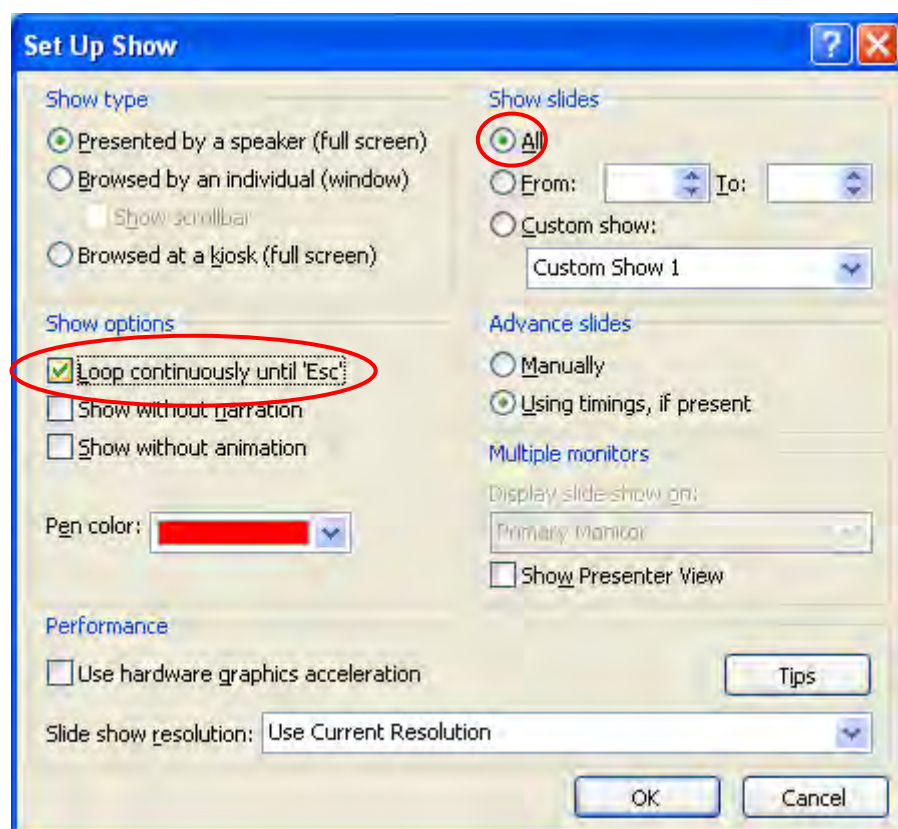 Set Up Show
Show type
Presented by a speaker (full screen)
Browsed by an individual (window)
Show scrollbar
Browsed at a kiosk (full screen)
Show slides
All
From: To:
Custom show:
Custom Show 1
Show options
Loop continuously until 'Esc'
Show without narration
Show without animation
Pen color:
Advance slides
Manually
Using timings, if present
Multiple monitors
Display slide show on:
Primary Monitor
Show Presenter View
Performance
Use hardware graphics acceleration
Tips
Slide show resolution: Use Current Resolution
OK Cancel